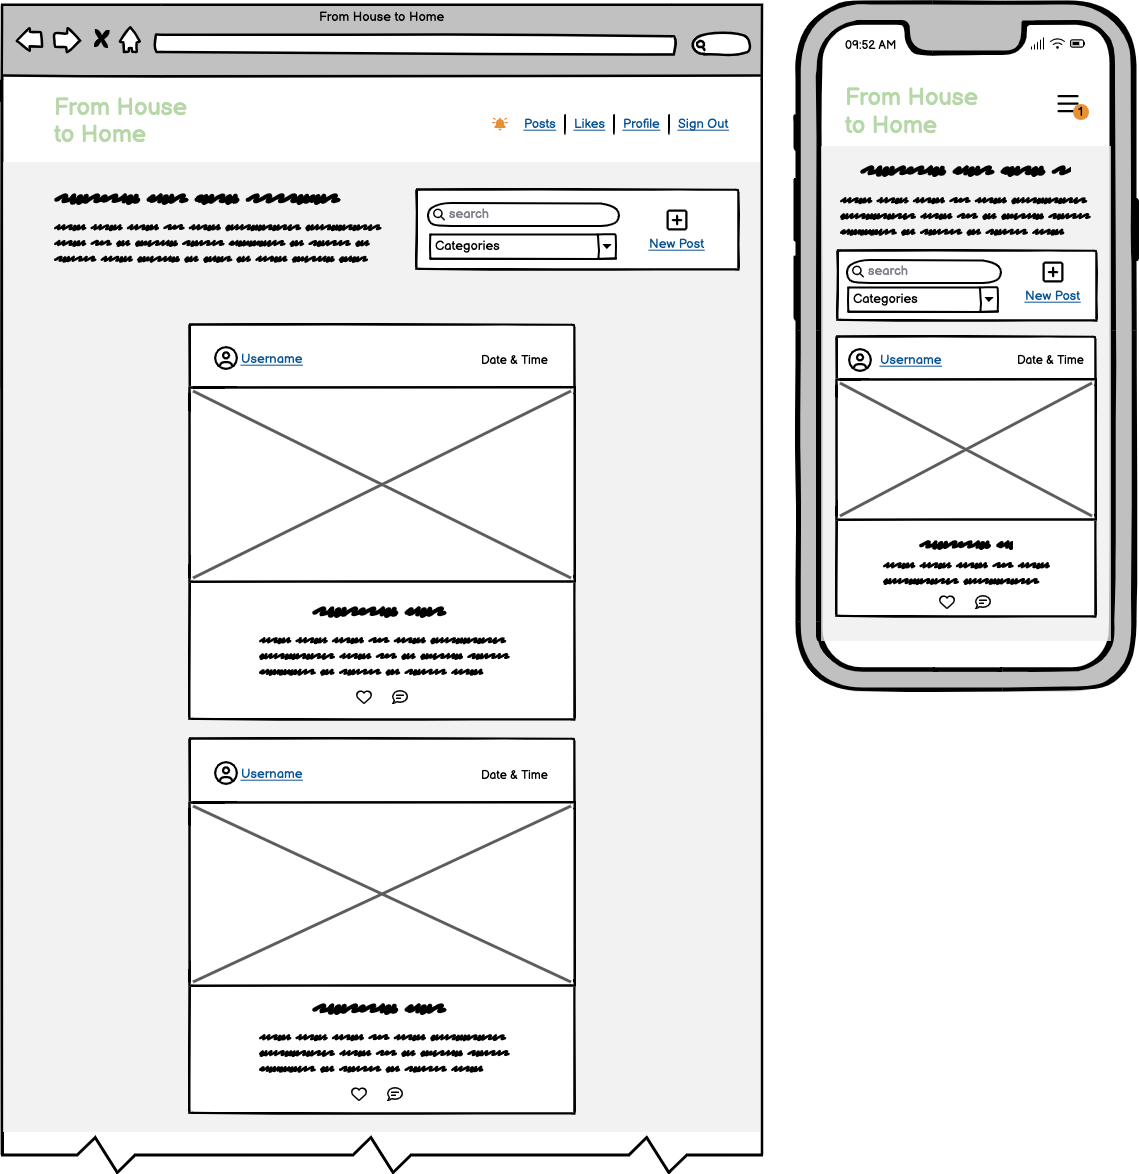 From House to Home
From House
to Home
Posts
Likes
Profile
Sign Out
search
Categories
New Post
Username
Date & Time
Username
Date & Time
09:52 AM
From House
to Home
1
search
Categories
New Post
Username
Date & Time